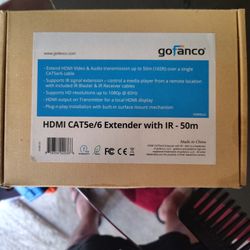 gofanco
www.gofanco.com
- Extend HDMI Video & Audio transmission up to 50m (165ft) over a single
CAT5e/6 cable
- Supports IR signal extension – control a media player from a remote location
with included IR Blaster & IR Receiver cables
- Supports HD resolutions up to 1080p @ 60Hz
- HDMI output on Transmitter for a local HDMI display
- Plug-n-play installation with built-in surface mount mechanism
HDMI CAT5e/6 Extender with IR - 50m
Made in China